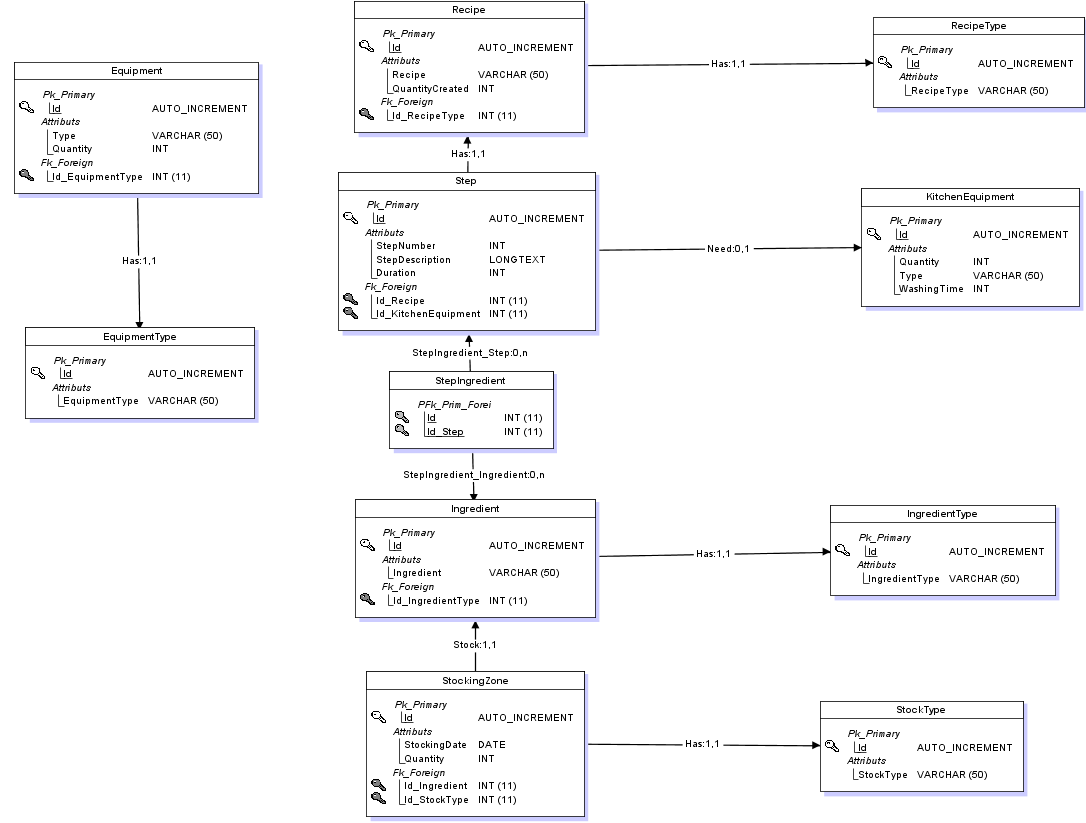 Recipe
Pk_Primary
Id AUTO_INCREMENT
Attributs
Recipe VARCHAR (50)
QuantityCreated INT
Fk_Foreign
Id_RecipeType INT (11)
Has:1,1
RecipeType
Pk_Primary
Id AUTO_INCREMENT
Attributs
RecipeType VARCHAR (50)
Equipment
Pk_Primary
Id AUTO_INCREMENT
Attributs
Type VARCHAR (50)
Quantity INT
Fk_Foreign
Id_EquipmentType INT (11)
Has:1,1
EquipmentType
Pk_Primary
Id AUTO_INCREMENT
Attributs
EquipmentType VARCHAR (50)
Has:1,1
Step
Pk_Primary
Id AUTO_INCREMENT
Attributs
StepNumber INT
StepDescription LONGTEXT
Duration INT
Fk_Foreign
Id_Recipe INT (11)
Id_KitchenEquipment INT (11)
Need:0,1
KitchenEquipment
Pk_Primary
Id AUTO_INCREMENT
Attributs
Quantity INT
Type VARCHAR (50)
WashingTime INT
StepIngredient_Step:0,n
StepIngredient
PFk_Prim_Forei
Id INT (11)
Id_Step INT (11)
StepIngredient_Ingredient:0,n
Ingredient
Pk_Primary
Id AUTO_INCREMENT
Attributs
Ingredient VARCHAR (50)
Fk_Foreign
Id_IngredientType INT (11)
Has:1,1
IngredientType
Pk_Primary
Id AUTO_INCREMENT
Attributs
IngredientType VARCHAR (50)
Stock:1,1
StockingZone
Pk_Primary
Id AUTO_INCREMENT
Attributs
StockingDate DATE
Quantity INT
Fk_Foreign
Id_Ingredient INT (11)
Id_StockType INT (11)
Has:1,1
StockType
Pk_Primary
Id AUTO_INCREMENT
Attributs
StockType VARCHAR (50)